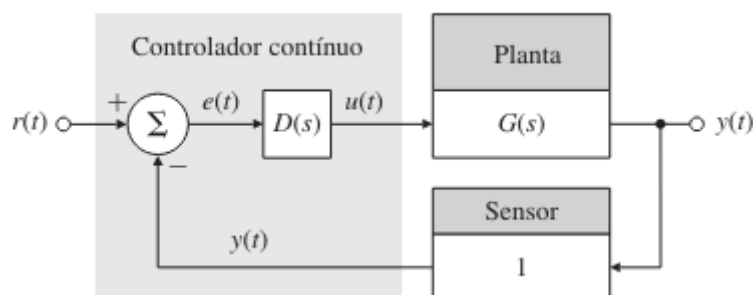 Controlador contínuo
Planta
r(t)
+
Σ
e(t)
D(s)
u(t)
G(s)
y(t)
−
Sensor
y(t)
1